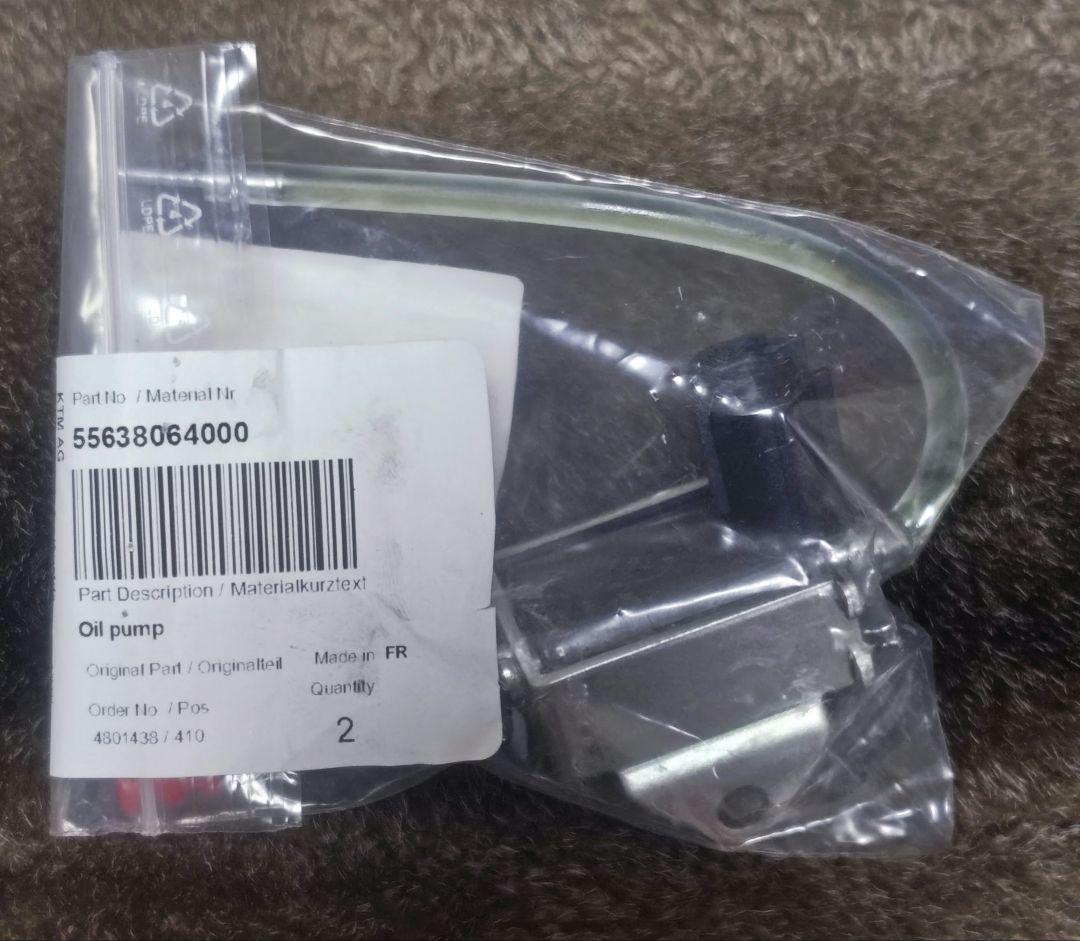 LDPE
KTM AG
Part No / Material Nr
55638064000
Part Description / Materialkurztext
Oil pump
Original Part / Originalteil
Made in FR
Quantity
Order No / Pos
4801438 / 410
2